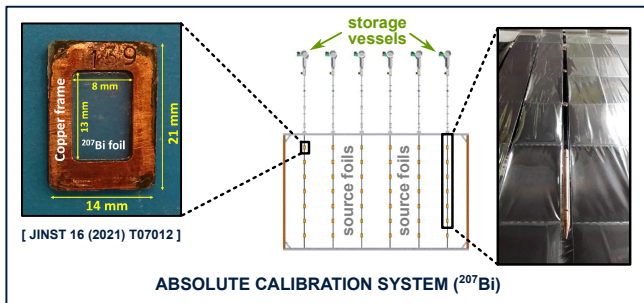 storage
vessels
139
Copper frame
8 mm
13 mm
²⁰⁷Bi foil
21 mm
14 mm
[ JINST 16 (2021) T07012 ]
source foils
source foils
ABSOLUTE CALIBRATION SYSTEM (²⁰⁷Bi)